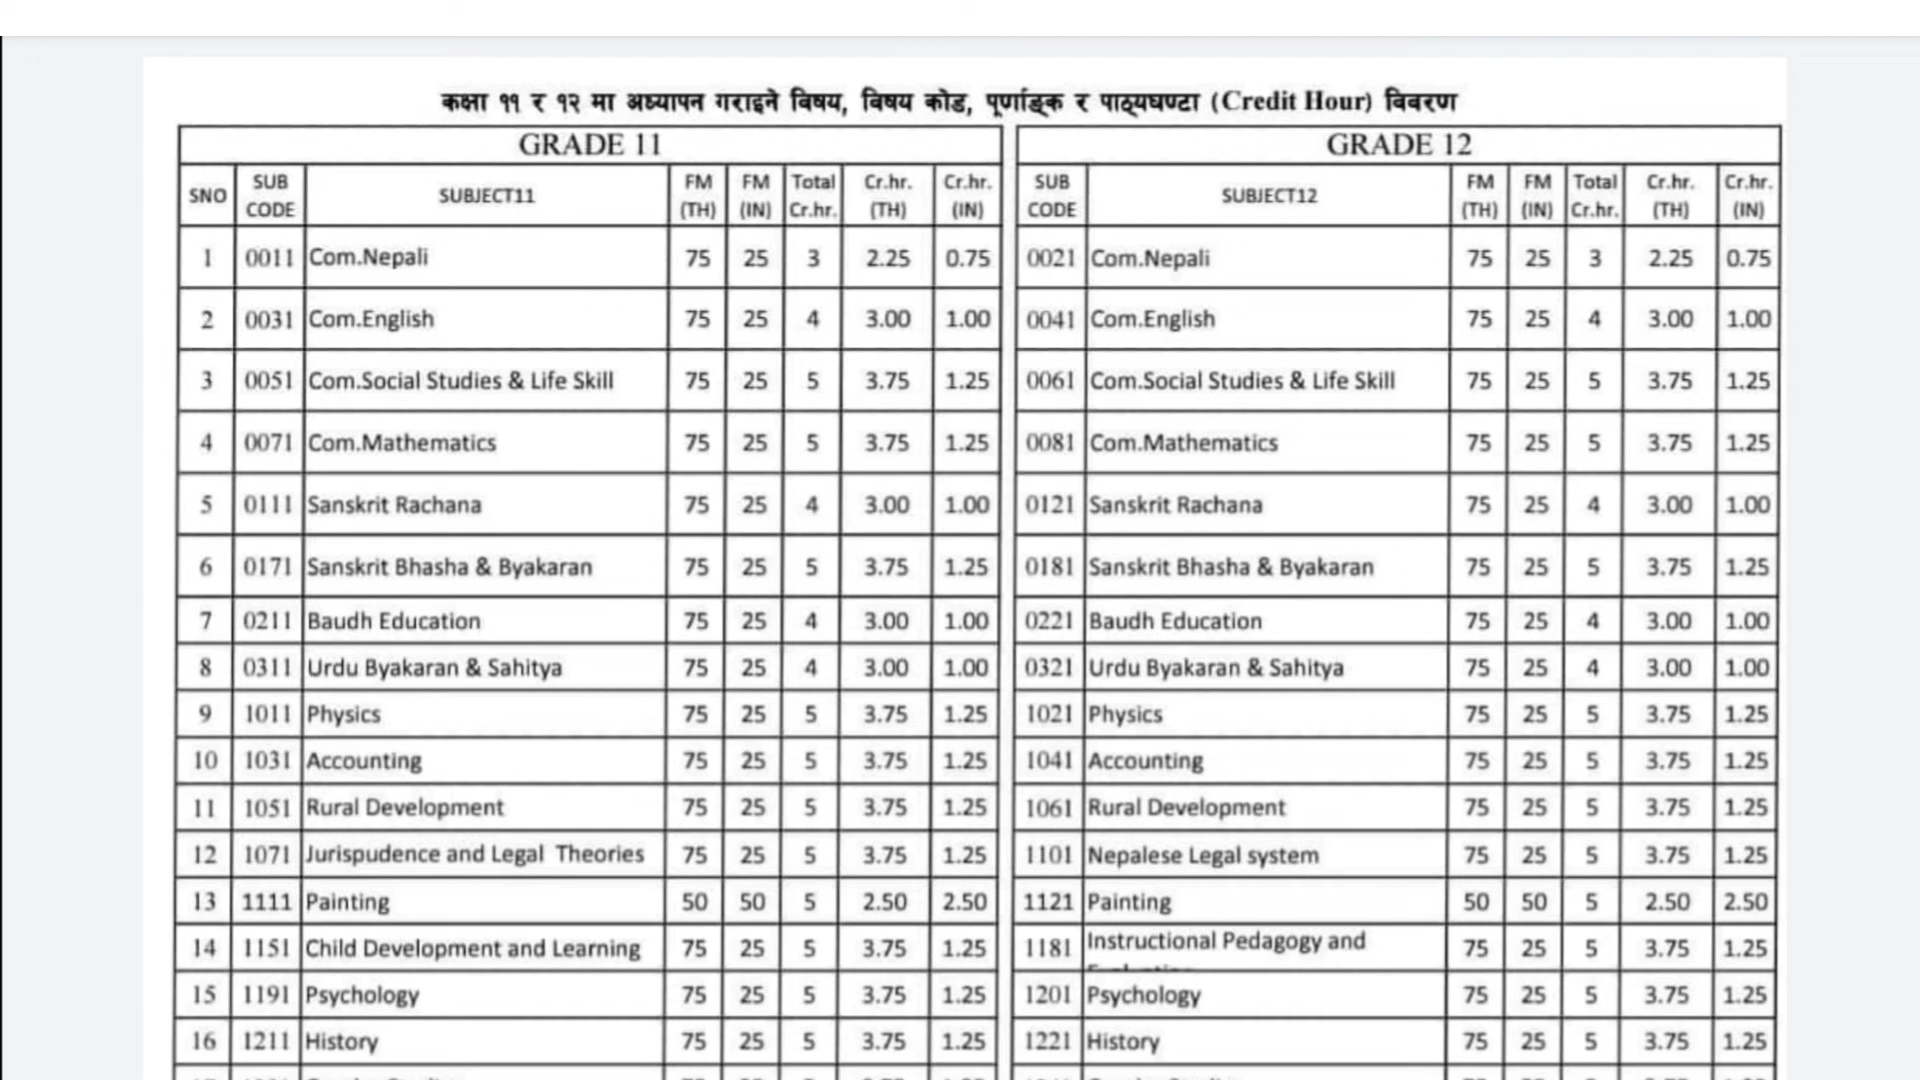 कक्षा ११ र १२ मा अध्यापन गराइने विषय, विषय कोड, पूर्णाङ्क र पाठ्यघण्टा (Credit Hour) विवरण
GRADE 11 GRADE 12
SNO SUB CODE SUBJECT11 FM (TH) FM (IN) Total Cr.hr. Cr.hr. (TH) Cr.hr. (IN) SUB CODE SUBJECT12 FM (TH) FM (IN) Total Cr.hr. Cr.hr. (TH) Cr.hr. (IN)
1 0011 Com.Nepali 75 25 3 2.25 0.75 0021 Com.Nepali 75 25 3 2.25 0.75
2 0031 Com.English 75 25 4 3.00 1.00 0041 Com.English 75 25 4 3.00 1.00
3 0051 Com.Social Studies & Life Skill 75 25 5 3.75 1.25 0061 Com.Social Studies & Life Skill 75 25 5 3.75 1.25
4 0071 Com.Mathematics 75 25 5 3.75 1.25 0081 Com.Mathematics 75 25 5 3.75 1.25
5 0111 Sanskrit Rachana 75 25 4 3.00 1.00 0121 Sanskrit Rachana 75 25 4 3.00 1.00
6 0171 Sanskrit Bhasha & Byakaran 75 25 5 3.75 1.25 0181 Sanskrit Bhasha & Byakaran 75 25 5 3.75 1.25
7 0211 Baudh Education 75 25 4 3.00 1.00 0221 Baudh Education 75 25 4 3.00 1.00
8 0311 Urdu Byakaran & Sahitya 75 25 4 3.00 1.00 0321 Urdu Byakaran & Sahitya 75 25 4 3.00 1.00
9 1011 Physics 75 25 5 3.75 1.25 1021 Physics 75 25 5 3.75 1.25
10 1031 Accounting 75 25 5 3.75 1.25 1041 Accounting 75 25 5 3.75 1.25
11 1051 Rural Development 75 25 5 3.75 1.25 1061 Rural Development 75 25 5 3.75 1.25
12 1071 Jurispudence and Legal Theories 75 25 5 3.75 1.25 1101 Nepalese Legal system 75 25 5 3.75 1.25
13 1111 Painting 50 50 5 2.50 2.50 1121 Painting 50 50 5 2.50 2.50
14 1151 Child Development and Learning 75 25 5 3.75 1.25 1181 Instructional Pedagogy and 75 25 5 3.75 1.25
15 1191 Psychology 75 25 5 3.75 1.25 1201 Psychology 75 25 5 3.75 1.25
16 1211 History 75 25 5 3.75 1.25 1221 History 75 25 5 3.75 1.25